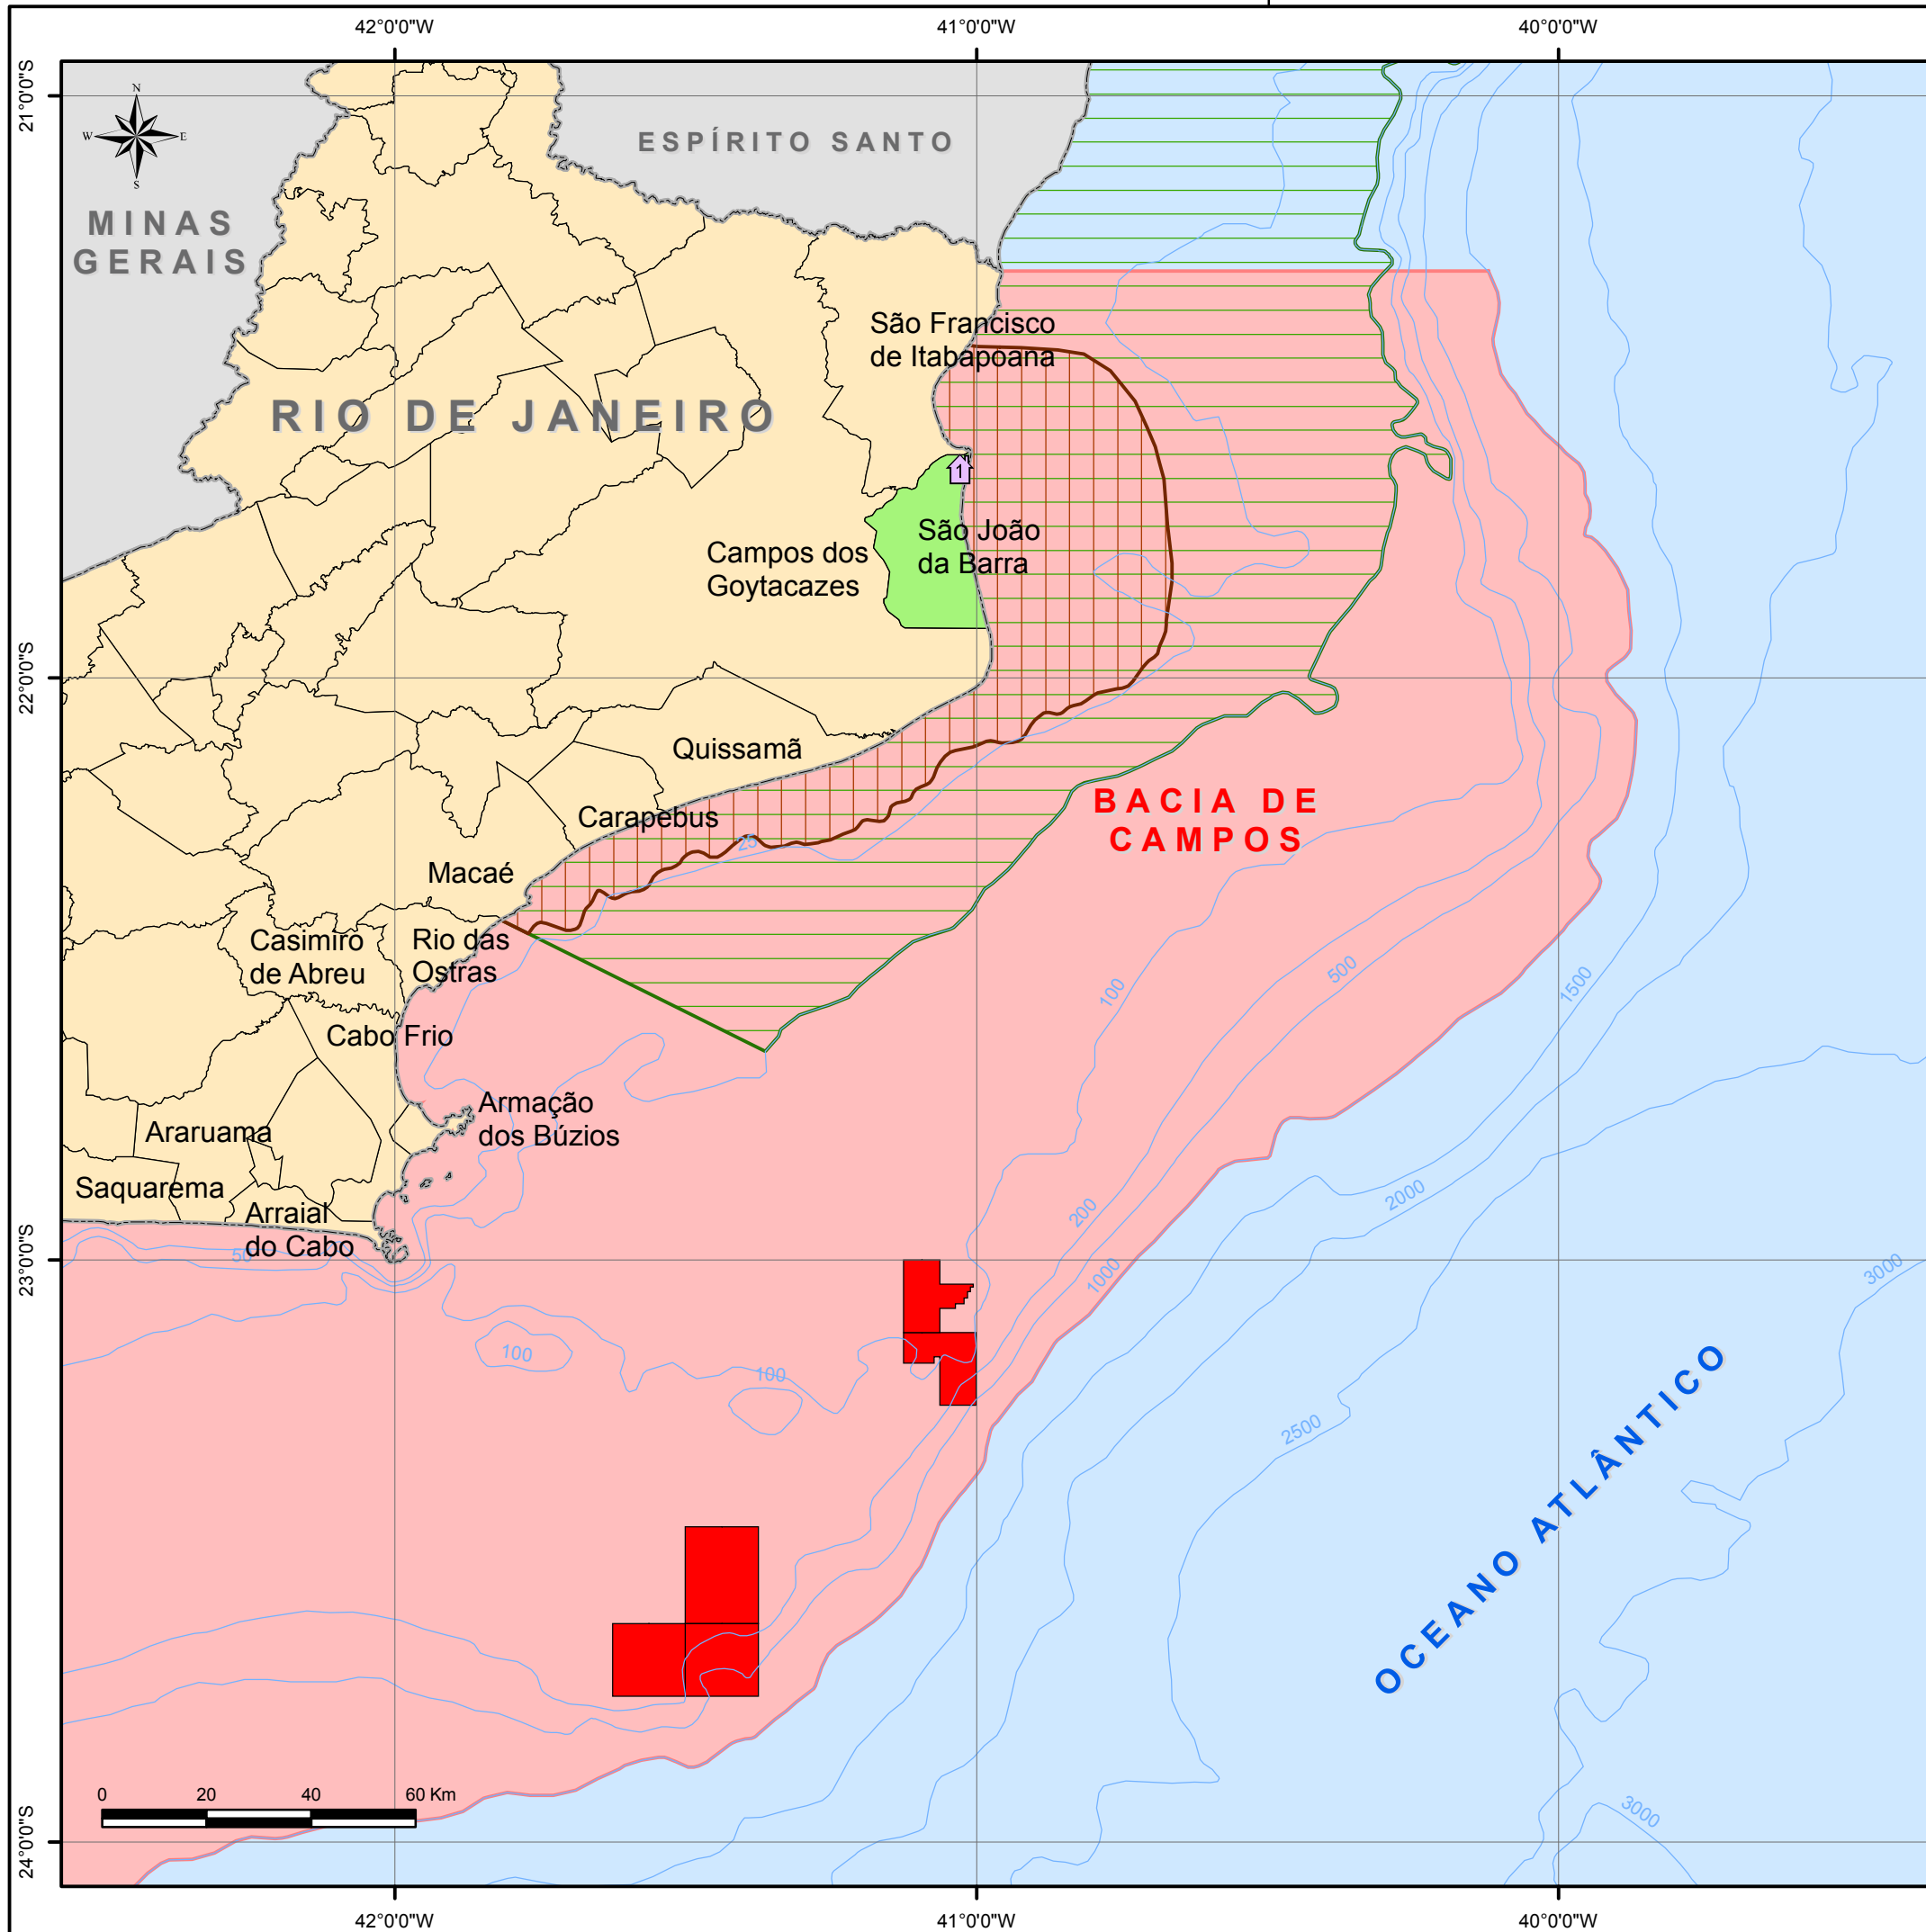 42°0'0"W
41°0'0"W
40°0'0"W
21°0'0"S
N
W
E
S
ESPÍRITO SANTO
MINAS
GERAIS
São Francisco
de Itabapoana
RIO DE JANEIRO
1
São João
da Barra
Campos dos
Goytacazes
22°0'0"S
Quissamã
BACIA DE
CAMPOS
Carapebus
25
Macaé
Casimiro
de Abreu
Rio das
Ostras
100
500
1500
Cabo Frio
Armação
dos Búzios
Araruama
Saquarema
Arraial
do Cabo
50
200
2000
1000
3000
23°0'0"S
100
100
2500
OCEANO ATLÂNTICO
0
20
40
60 Km
3000
24°0'0"S
42°0'0"W
41°0'0"W
40°0'0"W